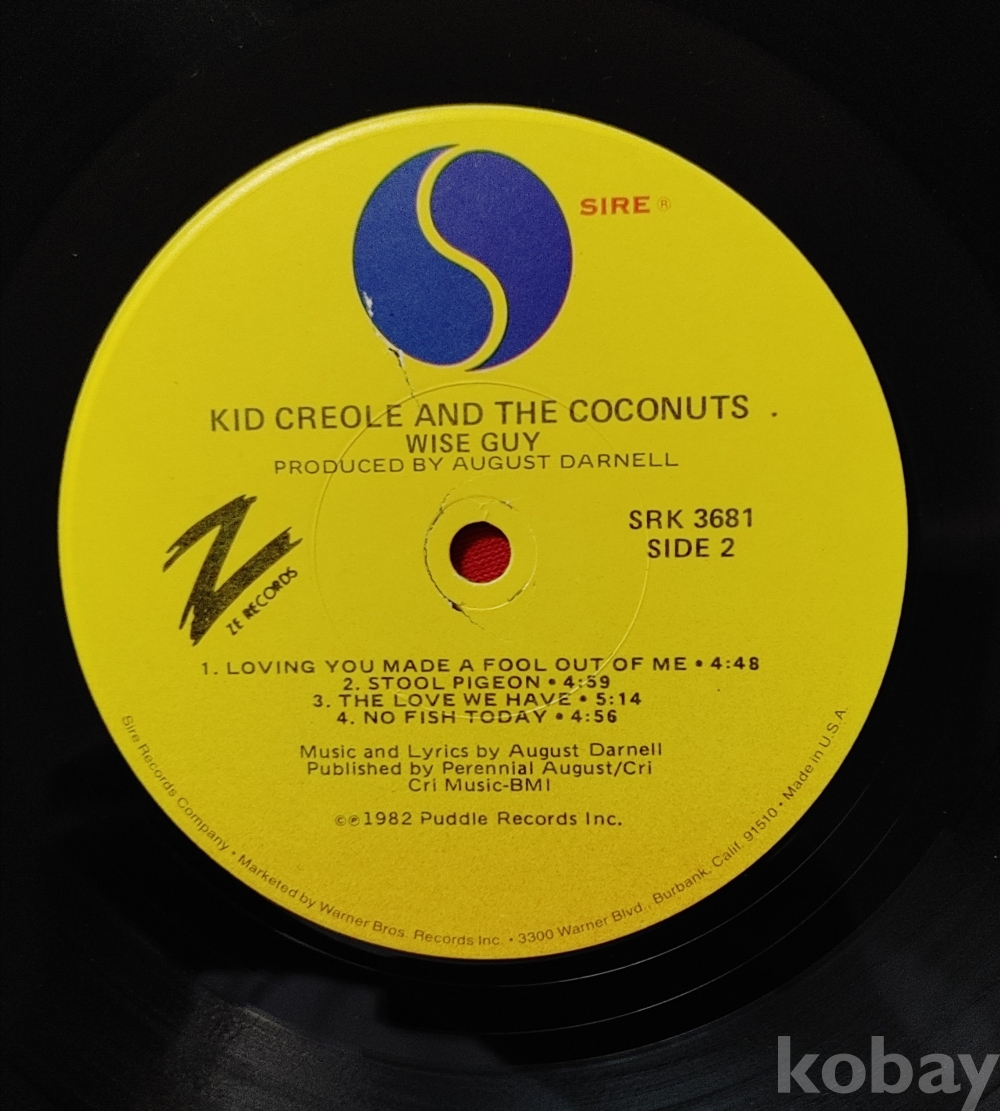 SIRE ®
KID CREOLE AND THE COCONUTS
WISE GUY
PRODUCED BY AUGUST DARNELL
Z
ZE RECORDS
SRK 3681
SIDE 2
1. LOVING YOU MADE A FOOL OUT OF ME • 4:48
2. STOOL PIGEON • 4:59
3. THE LOVE WE HAVE • 5:14
4. NO FISH TODAY • 4:56
Music and Lyrics by August Darnell
Published by Perennial August/Cri
Cri Music-BMI
©℗1982 Puddle Records Inc.
Sire Records Company • Marketed by Warner Bros. Records Inc. • 3300 Warner Blvd., Burbank, Calif. 91510 • Made in U.S.A.
kobay